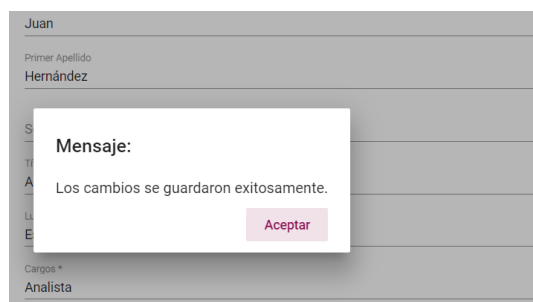 Juan
Primer Apellido
Hernández
Mensaje:
Los cambios se guardaron exitosamente.
Aceptar
Cargos *
Analista